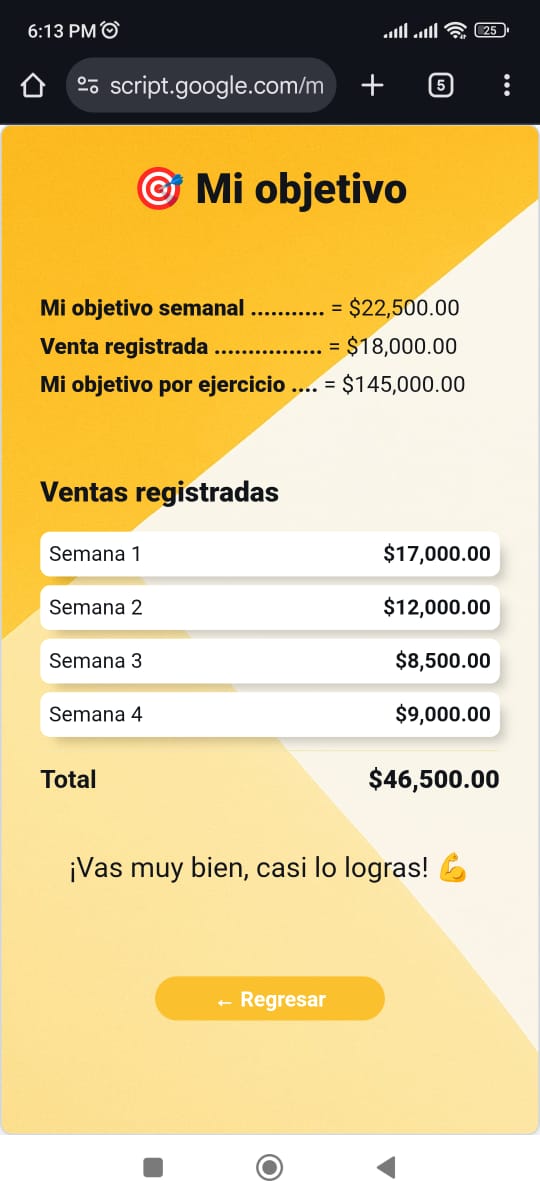 6:13 PM
25
script.google.com/m
5
🎯 Mi objetivo
Mi objetivo semanal ........... = $22,500.00
Venta registrada ................ = $18,000.00
Mi objetivo por ejercicio .... = $145,000.00
Ventas registradas
Semana 1 $17,000.00
Semana 2 $12,000.00
Semana 3 $8,500.00
Semana 4 $9,000.00
Total $46,500.00
¡Vas muy bien, casi lo logras! 💪
← Regresar